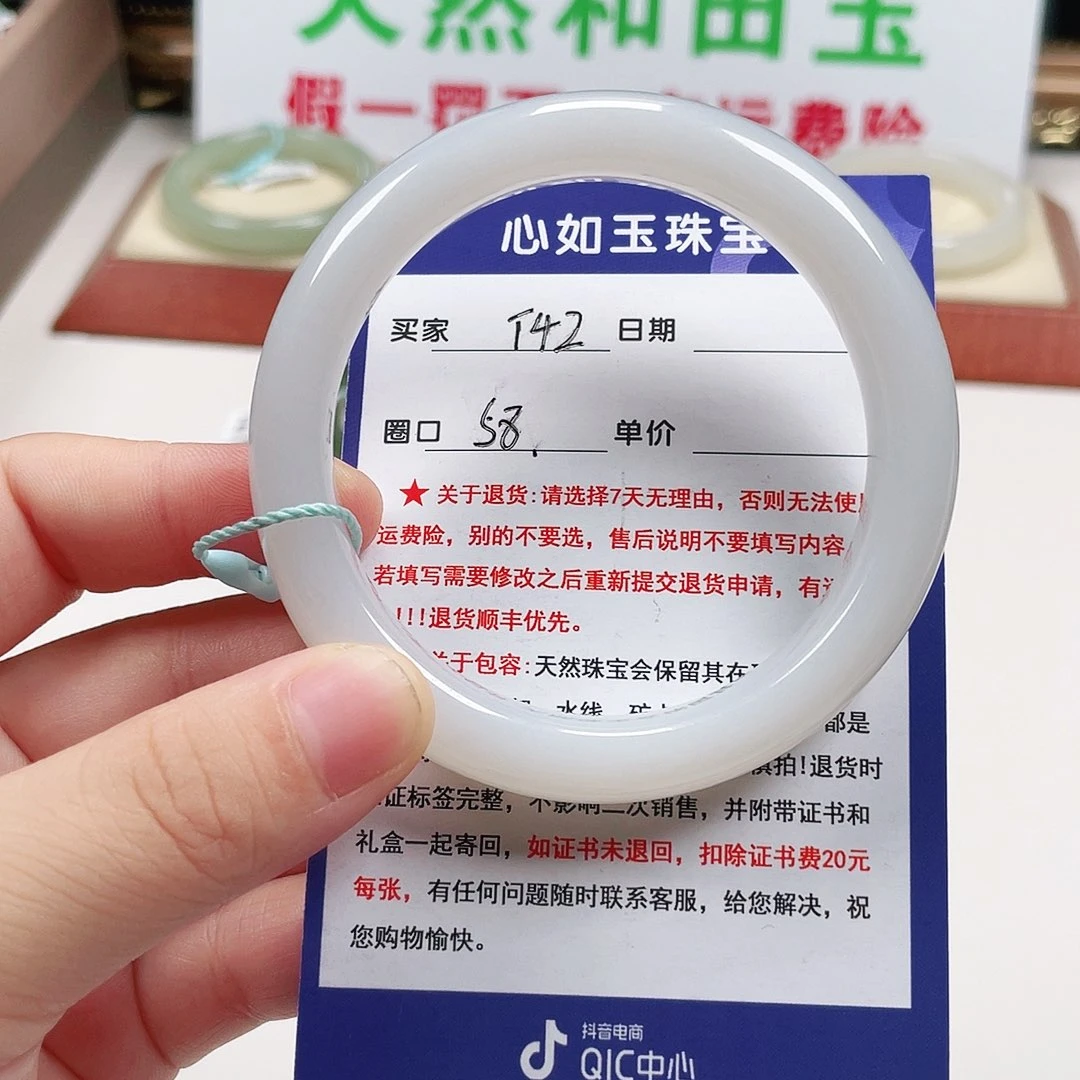 天然和田玉
假一
运费险
心如玉珠宝
买家 T42 日期
圈口 58. 单价
★关于退货:请选择7天无理由,否则无法使
运费险,别的不要选,售后说明不要填写内容
若填写需要修改之后重新提交退货申请,有
!!!退货顺丰优先。
关于包容:天然珠宝会保留其在
水线
都是
慎拍!退货时
证标签完整,不影响二次销售,并附带证书和
礼盒一起寄回,如证书未退回,扣除证书费20元
每张,有任何问题随时联系客服,给您解决,祝
您购物愉快。
抖音电商
QIC中心